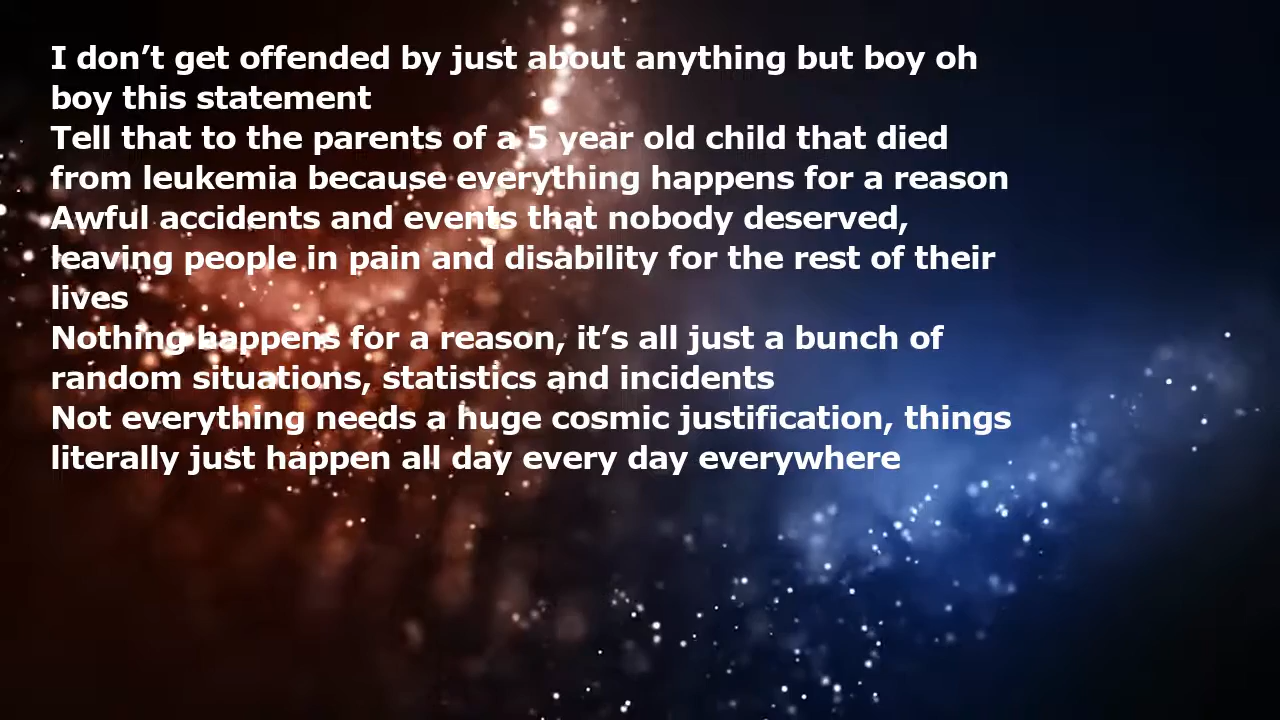 I don’t get offended by just about anything but boy oh
boy this statement
Tell that to the parents of a 5 year old child that died
from leukemia because everything happens for a reason
Awful accidents and events that nobody deserved,
leaving people in pain and disability for the rest of their
lives
Nothing happens for a reason, it’s all just a bunch of
random situations, statistics and incidents
Not everything needs a huge cosmic justification, things
literally just happen all day every day everywhere